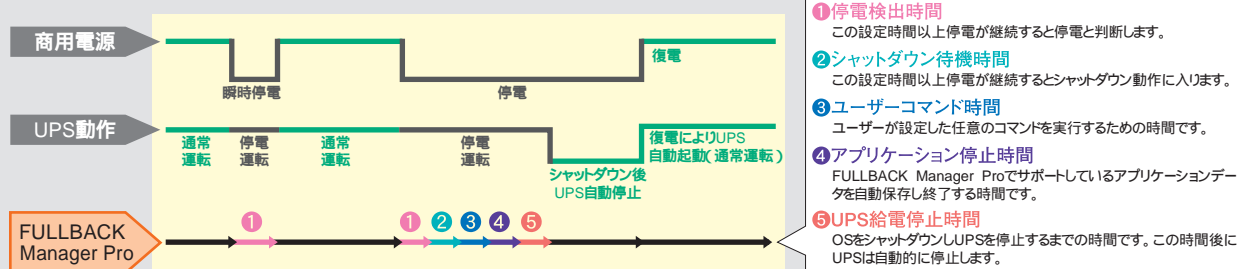 商用電源
瞬時停電
停電
復電
UPS動作
通常
運転
停電
運転
通常
運転
停電
運転
シャットダウン後
UPS自動停止
復電によりUPS
自動起動(通常運転)
FULLBACK
Manager Pro
1
1 2 3 4 5
1停電検出時間
この設定時間以上停電が継続すると停電と判断します。
2シャットダウン待機時間
この設定時間以上停電が継続するとシャットダウン動作に入ります。
3ユーザーコマンド時間
ユーザーが設定した任意のコマンドを実行するための時間です。
4アプリケーション停止時間
FULLBACK Manager Proでサポートしているアプリケーションデー
タを自動保存し終了する時間です。
5UPS給電停止時間
OSをシャットダウンしUPSを停止するまでの時間です。この時間後に
UPSは自動的に停止します。